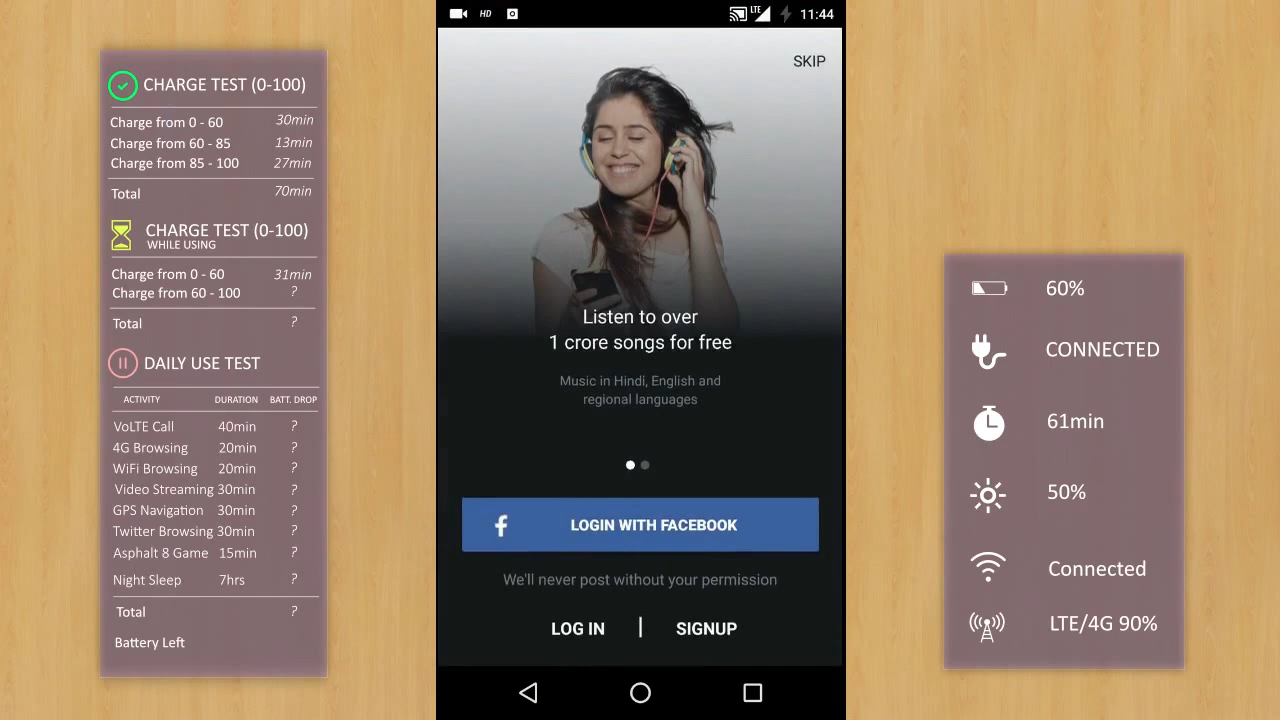 CHARGE TEST (0-100)
Charge from 0 - 60 30min
Charge from 60 - 85 13min
Charge from 85 - 100 27min
Total 70min
CHARGE TEST (0-100)
WHILE USING
Charge from 0 - 60 31min
Charge from 60 - 100 ?
Total ?
DAILY USE TEST
ACTIVITY DURATION BATT. DROP
VoLTE Call 40min ?
4G Browsing 20min ?
WiFi Browsing 20min ?
Video Streaming 30min ?
GPS Navigation 30min ?
Twitter Browsing 30min ?
Asphalt 8 Game 15min ?
Night Sleep 7hrs ?
Total ?
Battery Left
HD LTE 11:44
SKIP
Listen to over
1 crore songs for free
Music in Hindi, English and
regional languages
f LOGIN WITH FACEBOOK
We'll never post without your permission
LOG IN | SIGNUP
60%
CONNECTED
61min
50%
Connected
LTE/4G 90%